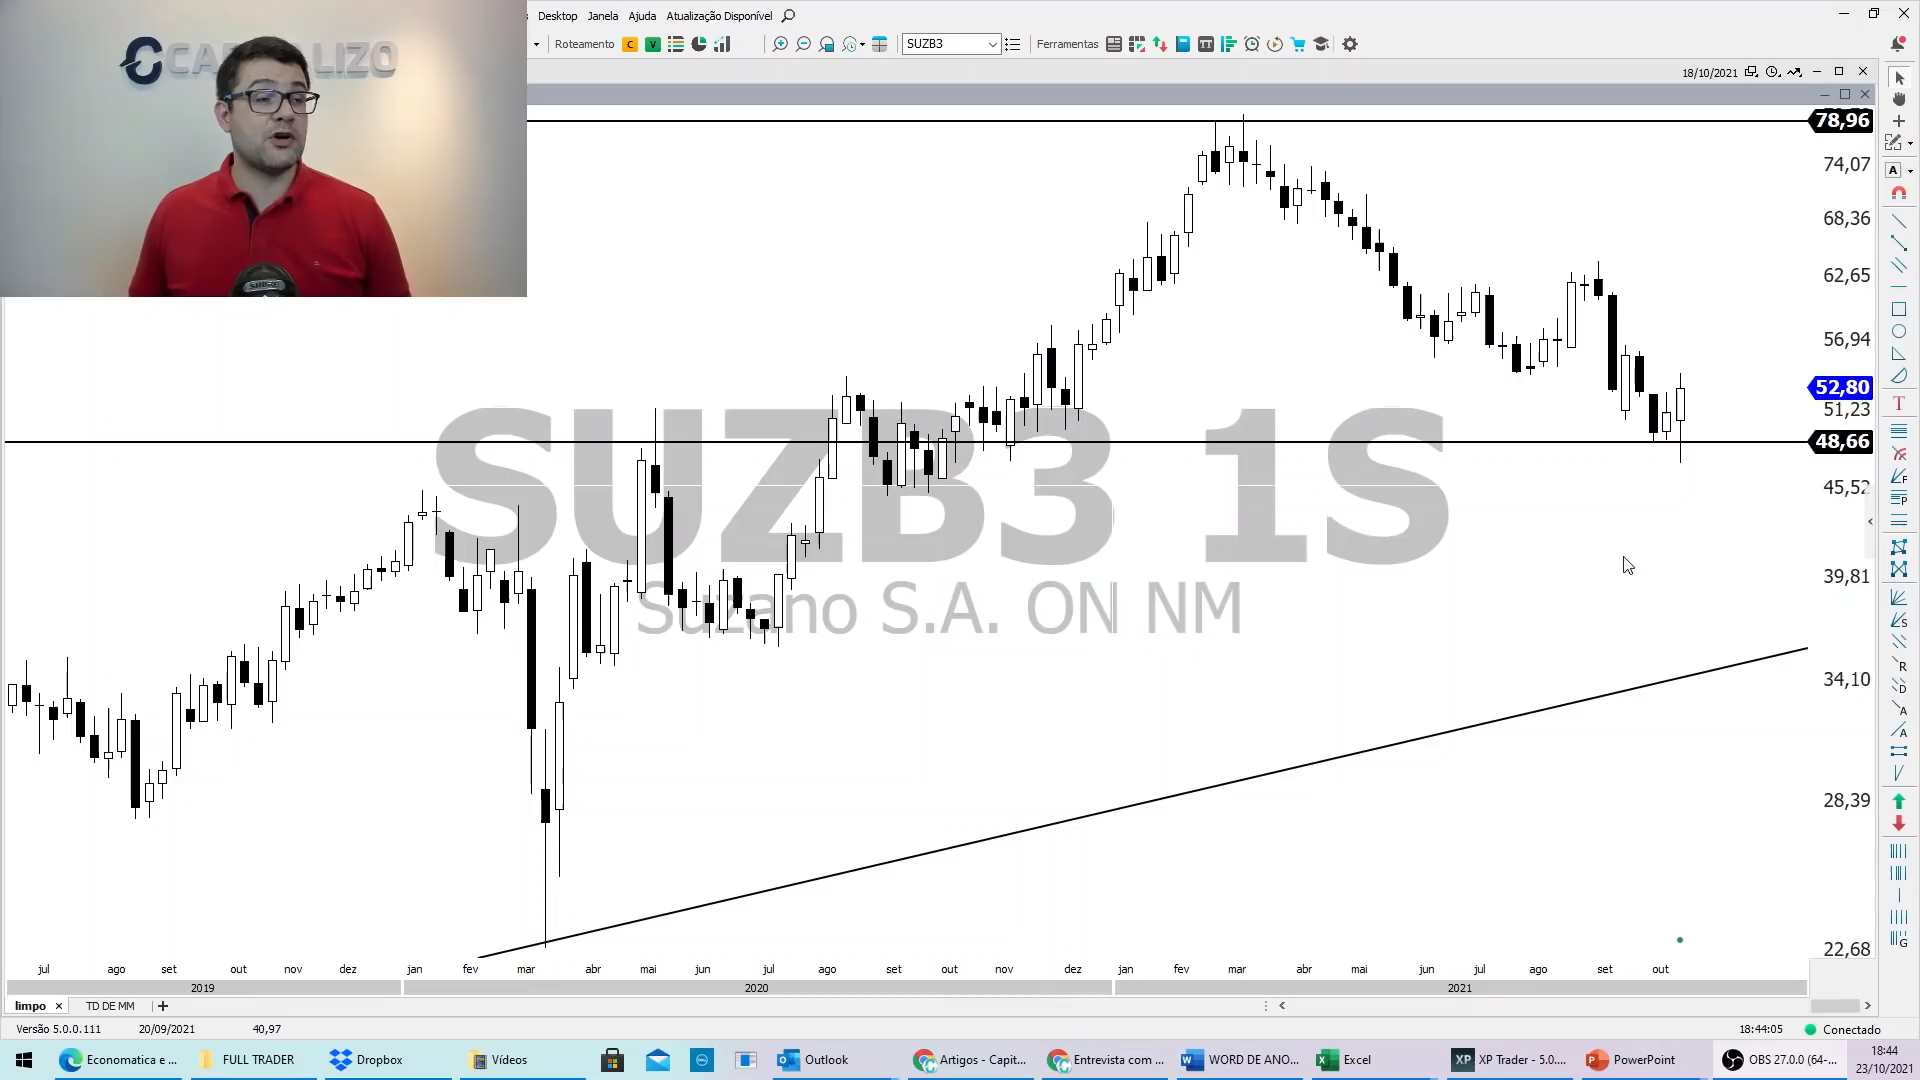 Desktop Janela Ajuda Atualização Disponível
Roteamento C V SUZB3 Ferramentas
18/10/2021
78,96
74,07
68,36
62,65
56,94
52,80
51,23
48,66
45,52
39,81
34,10
28,39
22,68
SUZB3 1S
Suzano S.A. ON NM
jul ago set out nov dez jan fev mar abr mai jun jul ago set out nov dez jan fev mar abr mai jun jul ago set out
2019 2020 2021
limpo TD DE MM
Versão 5.0.0.111 20/09/2021 40,97 18:44:05 Conectado
Economatica e ... FULL TRADER Dropbox Vídeos Outlook Artigos - Capit... Entrevista com ... WORD DE ANO... Excel XP Trader - 5.0.... PowerPoint OBS 27.0.0 (64-...
18:44
23/10/2021